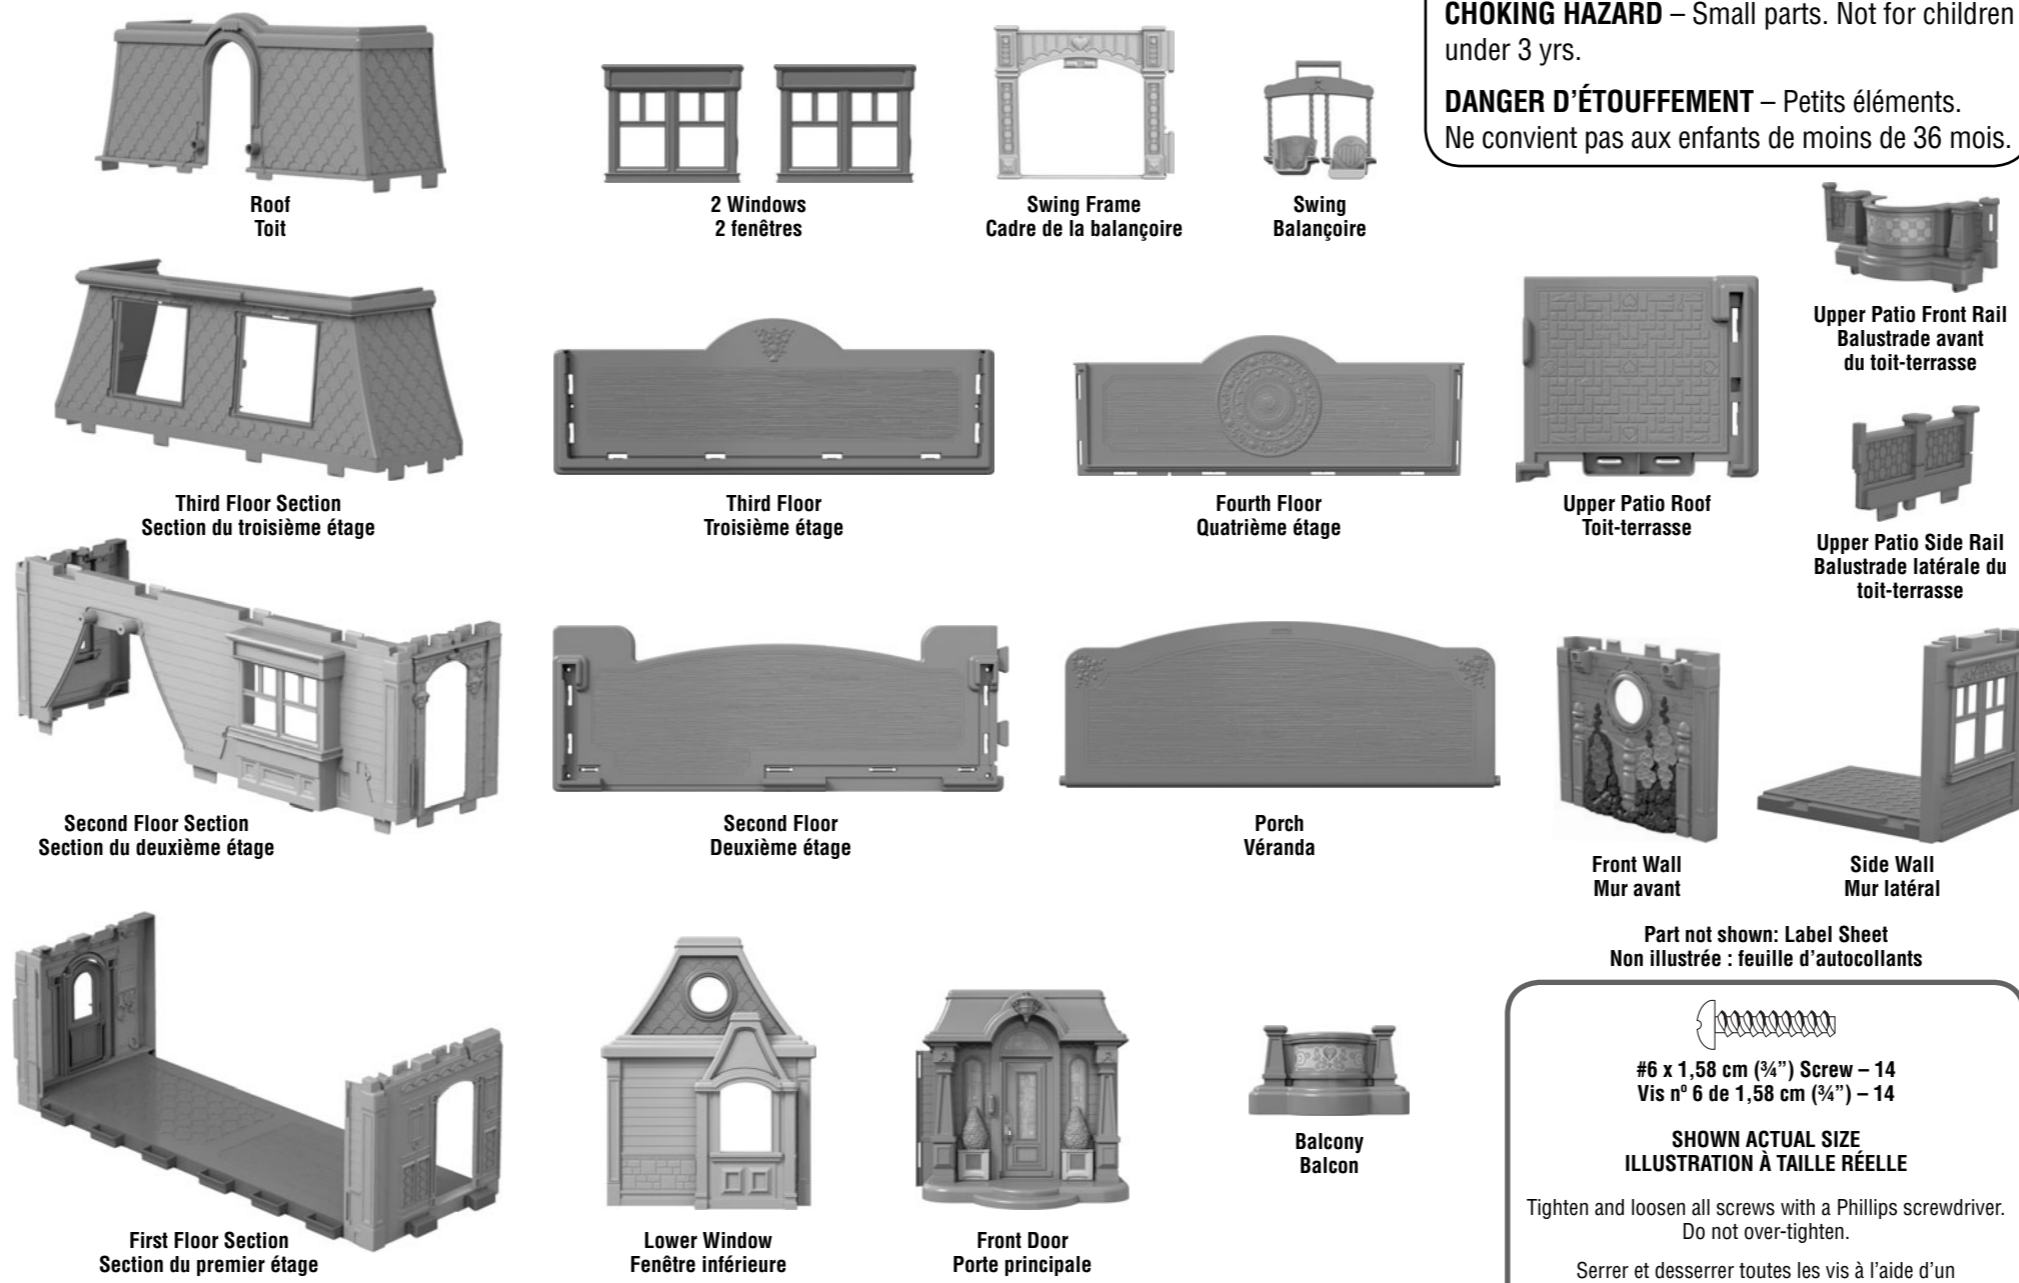 CHOKING HAZARD – Small parts. Not for children
under 3 yrs.
DANGER D’ÉTOUFFEMENT – Petits éléments.
Ne convient pas aux enfants de moins de 36 mois.
Roof
Toit
2 Windows
2 fenêtres
Swing Frame
Cadre de la balançoire
Swing
Balançoire
Upper Patio Front Rail
Balustrade avant
du toit-terrasse
Third Floor Section
Section du troisième étage
Third Floor
Troisième étage
Fourth Floor
Quatrième étage
Upper Patio Roof
Toit-terrasse
Upper Patio Side Rail
Balustrade latérale du
toit-terrasse
Second Floor Section
Section du deuxième étage
Second Floor
Deuxième étage
Porch
Véranda
Front Wall
Mur avant
Side Wall
Mur latéral
Part not shown: Label Sheet
Non illustrée : feuille d’autocollants
First Floor Section
Section du premier étage
Lower Window
Fenêtre inférieure
Front Door
Porte principale
Balcony
Balcon
#6 x 1,58 cm (¾”) Screw – 14
Vis nº 6 de 1,58 cm (¾”) – 14
SHOWN ACTUAL SIZE
ILLUSTRATION À TAILLE RÉELLE
Tighten and loosen all screws with a Phillips screwdriver.
Do not over-tighten.
Serrer et desserrer toutes les vis à l’aide d’un